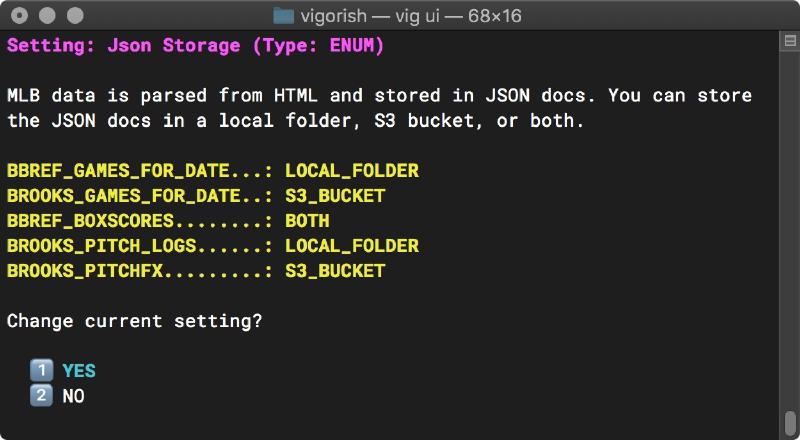 vigorish — vig ui — 68×16
Setting: Json Storage (Type: ENUM)
MLB data is parsed from HTML and stored in JSON docs. You can store
the JSON docs in a local folder, S3 bucket, or both.
BBREF_GAMES_FOR_DATE...: LOCAL_FOLDER
BROOKS_GAMES_FOR_DATE..: S3_BUCKET
BBREF_BOXSCORES........: BOTH
BROOKS_PITCH_LOGS......: LOCAL_FOLDER
BROOKS_PITCHFX.........: S3_BUCKET
Change current setting?
1 YES
2 NO